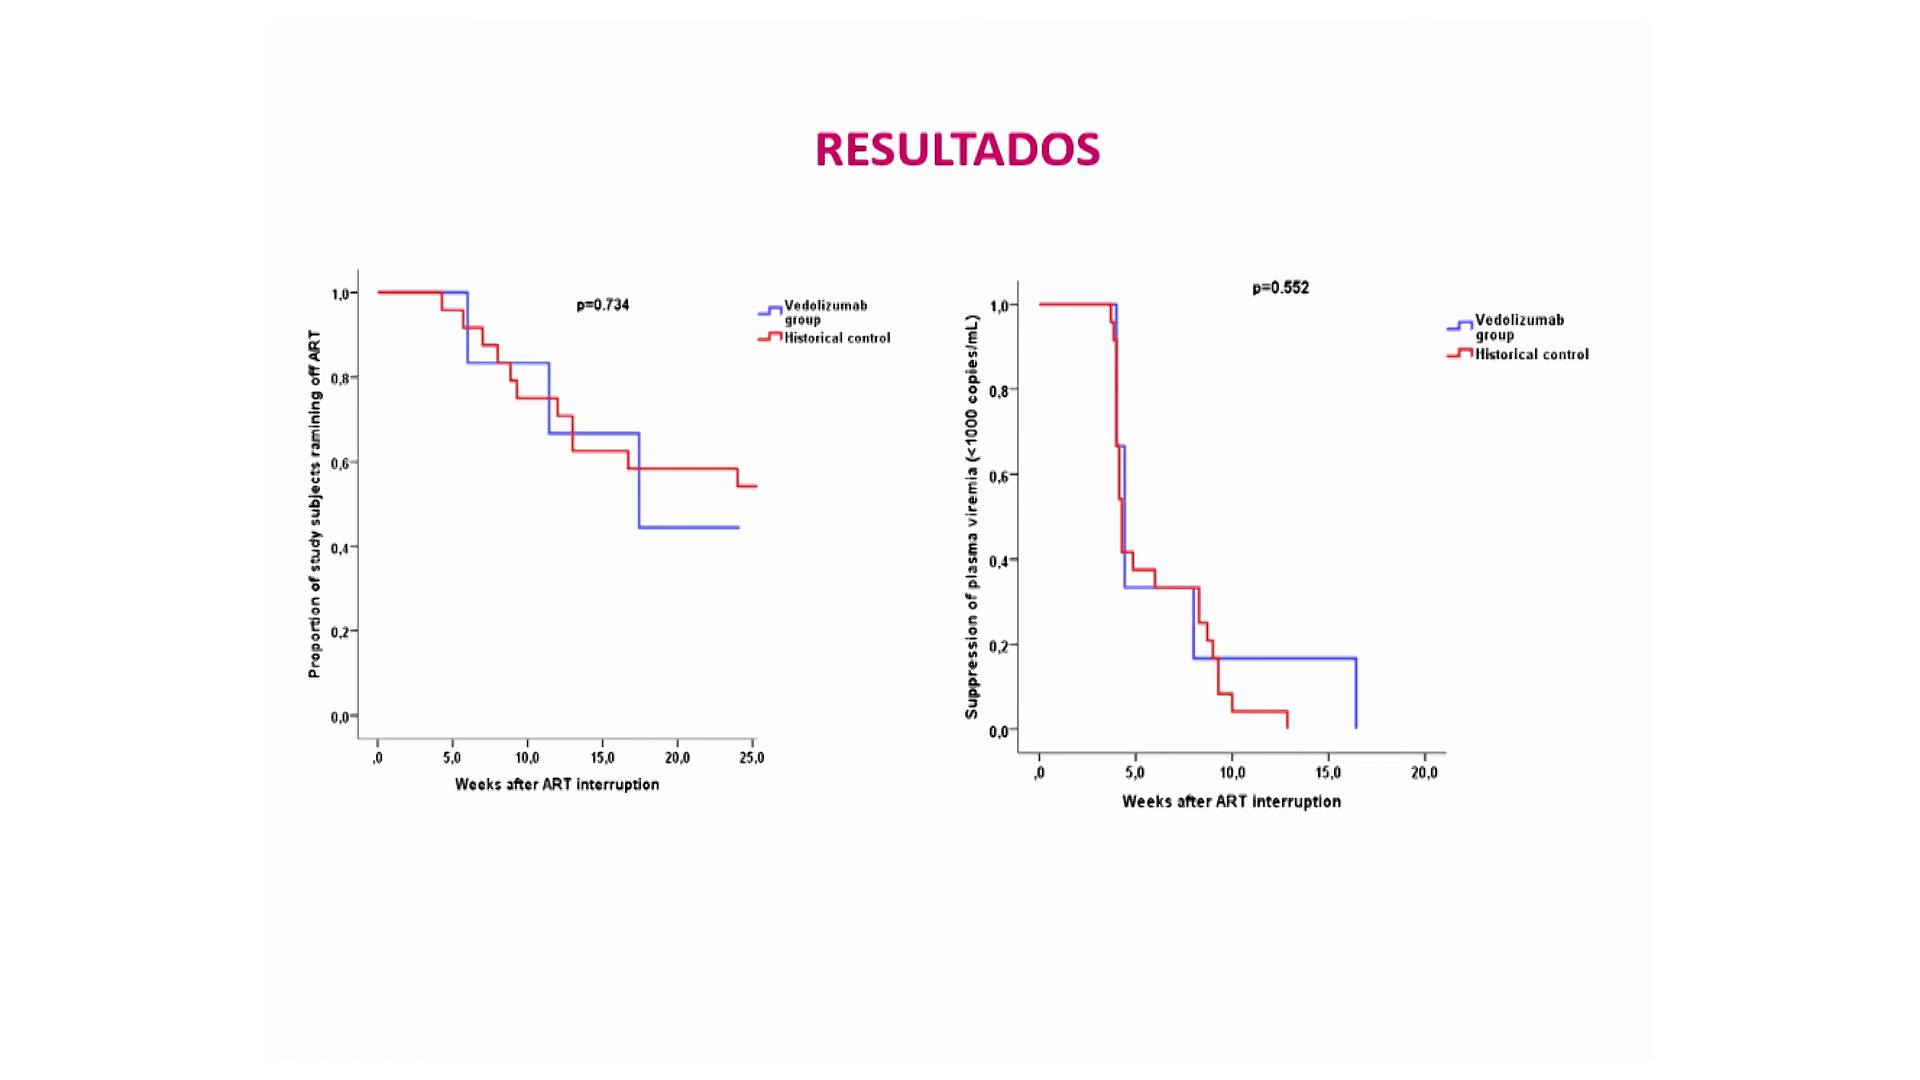 RESULTADOS
Proportion of study subjects ramining off ART
1,0
0,8
0,6
0,4
0,2
0,0
p=0.734
Vedolizumab
group
Historical control
,0
5,0
10,0
15,0
20,0
25,0
Weeks after ART interruption
Suppression of plasma viremia (<1000 copies/mL)
1,0
0,8
0,6
0,4
0,2
0,0
p=0.552
Vedolizumab
group
Historical control
,0
5,0
10,0
15,0
20,0
Weeks after ART interruption